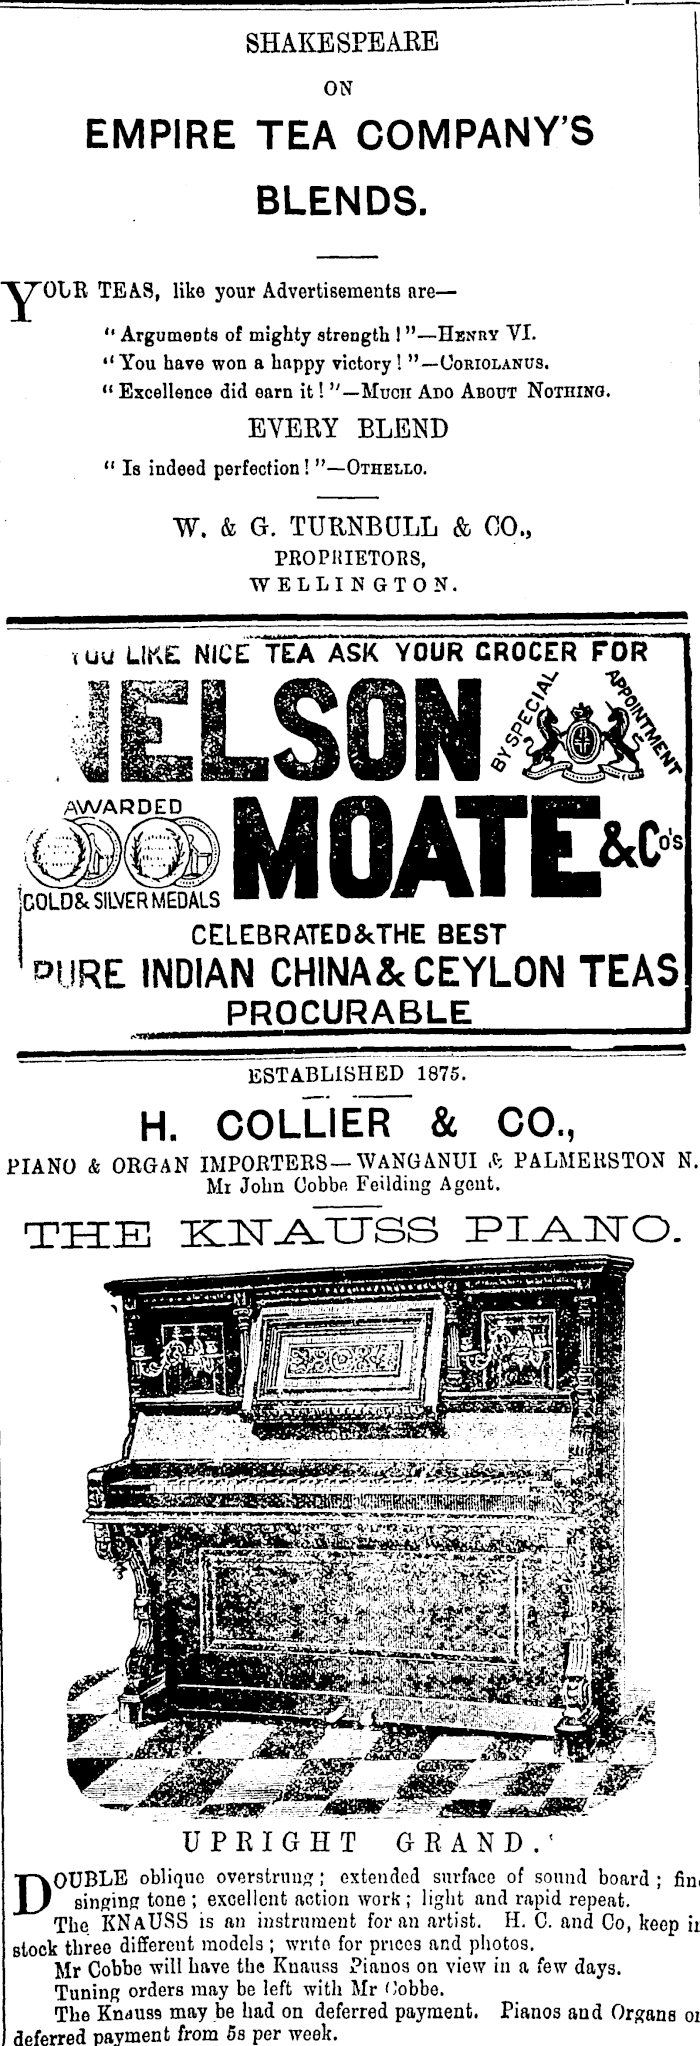 SHAKESPEARE
ON
EMPIRE TEA COMPANY'S
BLENDS.
YOUR TEAS, like your Advertisements are—
"Arguments of mighty strength!"—HENRY VI.
"You have won a happy victory!"—CORIOLANUS.
"Excellence did earn it!"—MUCH ADO ABOUT NOTHING.
EVERY BLEND
"Is indeed perfection!"—OTHELLO.
W. & G. TURNBULL & CO.,
PROPRIETORS,
WELLINGTON.
YOU LIKE NICE TEA ASK YOUR GROCER FOR
NELSON
BY SPECIAL APPOINTMENT
AWARDED
MOATE & Co's
GOLD & SILVER MEDALS
CELEBRATED & THE BEST
PURE INDIAN CHINA & CEYLON TEAS
PROCURABLE
ESTABLISHED 1875.
H. COLLIER & CO.,
PIANO & ORGAN IMPORTERS—WANGANUI & PALMERSTON N.
Mr John Cobbe Feilding Agent.
THE KNAUSS PIANO.
UPRIGHT GRAND.
DOUBLE oblique overstrung; extended surface of sound board; fin
singing tone; excellent action work; light and rapid repeat.
The KNAUSS is an instrument for an artist. H. C. and Co, keep i
stock three different models; write for prices and photos.
Mr Cobbe will have the Knauss Pianos on view in a few days.
Tuning orders may be left with Mr Cobbe.
The Knauss may be had on deferred payment. Pianos and Organs on
deferred payment from 5s per week.